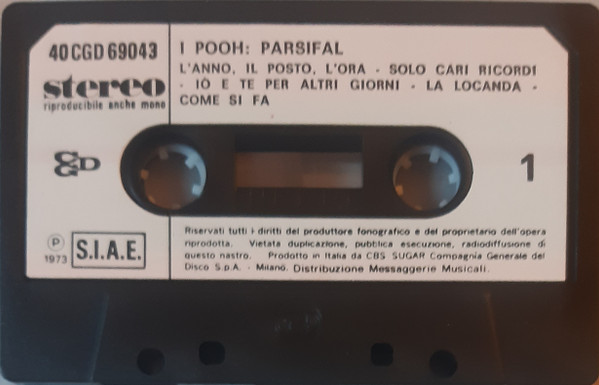 40 CGD 69043
I POOH: PARSIFAL
L'ANNO, IL POSTO, L'ORA - SOLO CARI RICORDI
- IO E TE PER ALTRI GIORNI - LA LOCANDA -
COME SI FA
stereo
riproducibile anche mono
CGD
1
Riservati tutti i diritti del produttore fonografico e del proprietario dell'opera
riprodotta. Vietata duplicazione, pubblica esecuzione, radiodiffusione di
questo nastro. Prodotto in Italia da CBS SUGAR Compagnia Generale del
Disco S.p.A. - Milano. Distribuzione Messaggerie Musicali.
Ⓟ
1973
S.I.A.E.